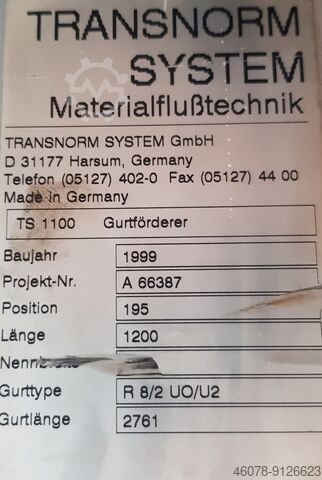 TRANSNORM
SYSTEM
Materialflußtechnik
TRANSNORM SYSTEM GmbH
D 31177 Harsum, Germany
Telefon (05127) 402-0 Fax (05127) 44 00
Made in Germany
TS 1100 Gurtförderer
Baujahr 1999
Projekt-Nr. A 66387
Position 195
Länge 1200
Gurttype R 8/2 UO/U2
Gurtlänge 2761
46078-9126623